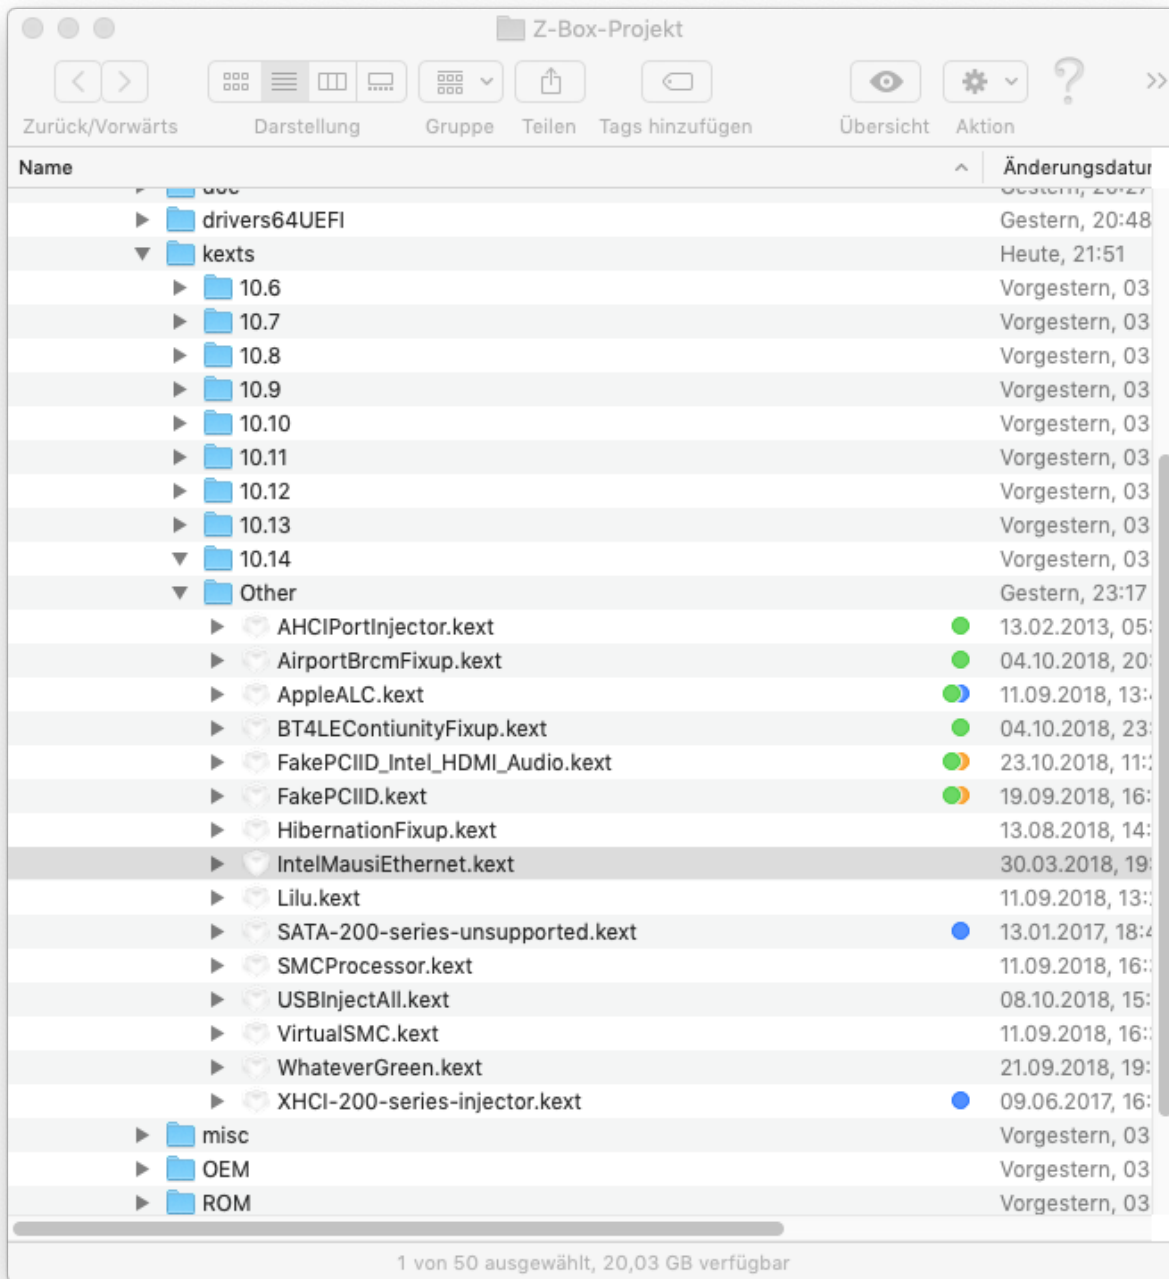 Z-Box-Projekt
Zurück/Vorwärts Darstellung Gruppe Teilen Tags hinzufügen Übersicht Aktion
Name Änderungsdatur
doc Gestern, 20:27
drivers64UEFI Gestern, 20:48
kexts Heute, 21:51
10.6 Vorgestern, 03
10.7 Vorgestern, 03
10.8 Vorgestern, 03
10.9 Vorgestern, 03
10.10 Vorgestern, 03
10.11 Vorgestern, 03
10.12 Vorgestern, 03
10.13 Vorgestern, 03
10.14 Vorgestern, 03
Other Gestern, 23:17
AHCIPortInjector.kext 13.02.2013, 05:
AirportBrcmFixup.kext 04.10.2018, 20:
AppleALC.kext 11.09.2018, 13:4
BT4LEContiunityFixup.kext 04.10.2018, 23:
FakePCIID_Intel_HDMI_Audio.kext 23.10.2018, 11:2
FakePCIID.kext 19.09.2018, 16:
HibernationFixup.kext 13.08.2018, 14:
IntelMausiEthernet.kext 30.03.2018, 19:
Lilu.kext 11.09.2018, 13:
SATA-200-series-unsupported.kext 13.01.2017, 18:4
SMCProcessor.kext 11.09.2018, 16:
USBInjectAll.kext 08.10.2018, 15:
VirtualSMC.kext 11.09.2018, 16:
WhateverGreen.kext 21.09.2018, 19:
XHCI-200-series-injector.kext 09.06.2017, 16:
misc Vorgestern, 03
OEM Vorgestern, 03
ROM Vorgestern, 03
1 von 50 ausgewählt, 20,03 GB verfügbar